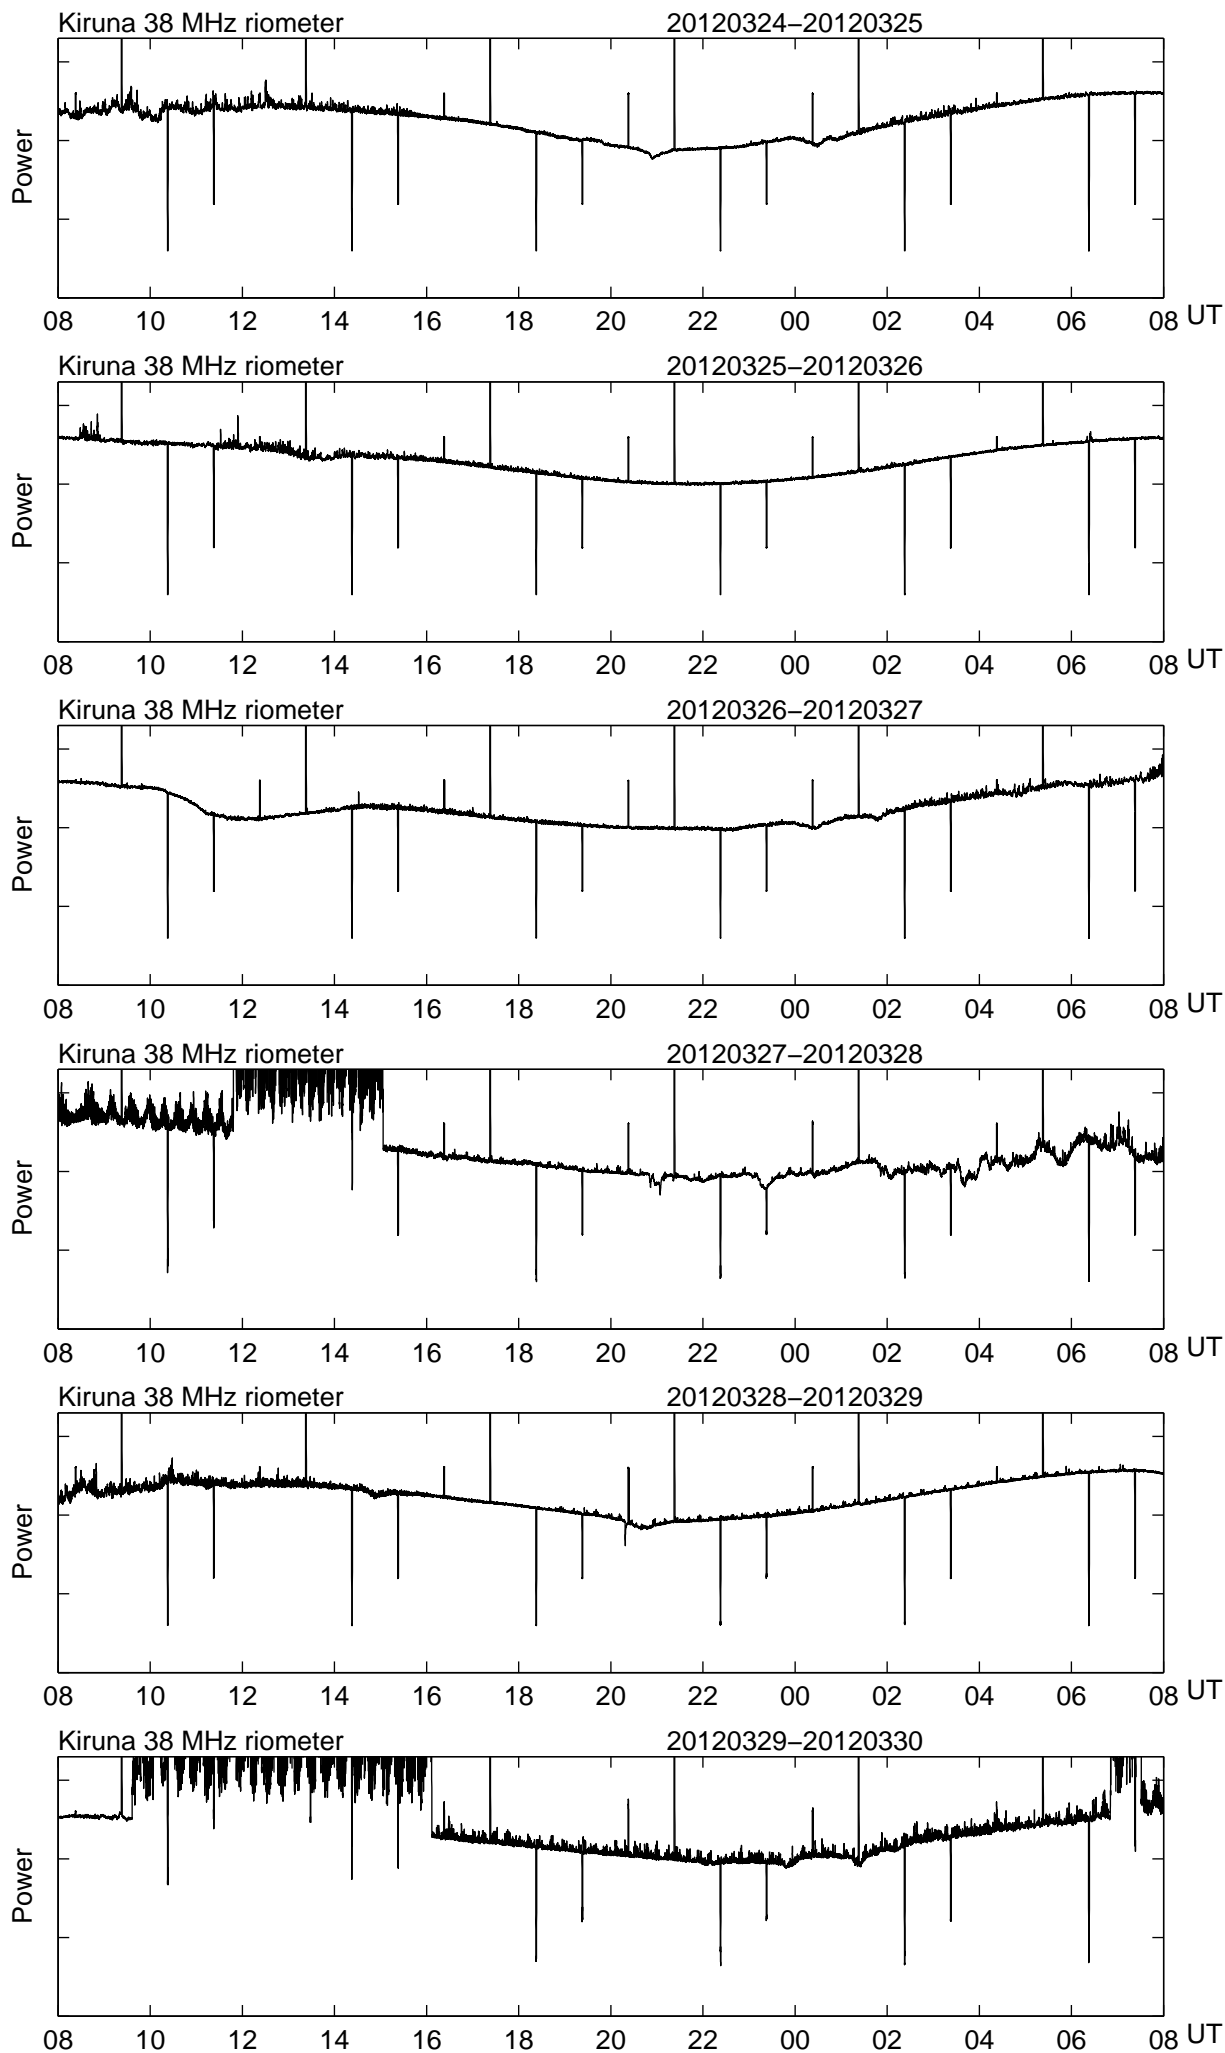 Kiruna 38 MHz riometer 20120324–20120325
Power
08 10 12 14 16 18 20 22 00 02 04 06 08 UT
Kiruna 38 MHz riometer 20120325–20120326
Power
08 10 12 14 16 18 20 22 00 02 04 06 08 UT
Kiruna 38 MHz riometer 20120326–20120327
Power
08 10 12 14 16 18 20 22 00 02 04 06 08 UT
Kiruna 38 MHz riometer 20120327–20120328
Power
08 10 12 14 16 18 20 22 00 02 04 06 08 UT
Kiruna 38 MHz riometer 20120328–20120329
Power
08 10 12 14 16 18 20 22 00 02 04 06 08 UT
Kiruna 38 MHz riometer 20120329–20120330
Power
08 10 12 14 16 18 20 22 00 02 04 06 08 UT